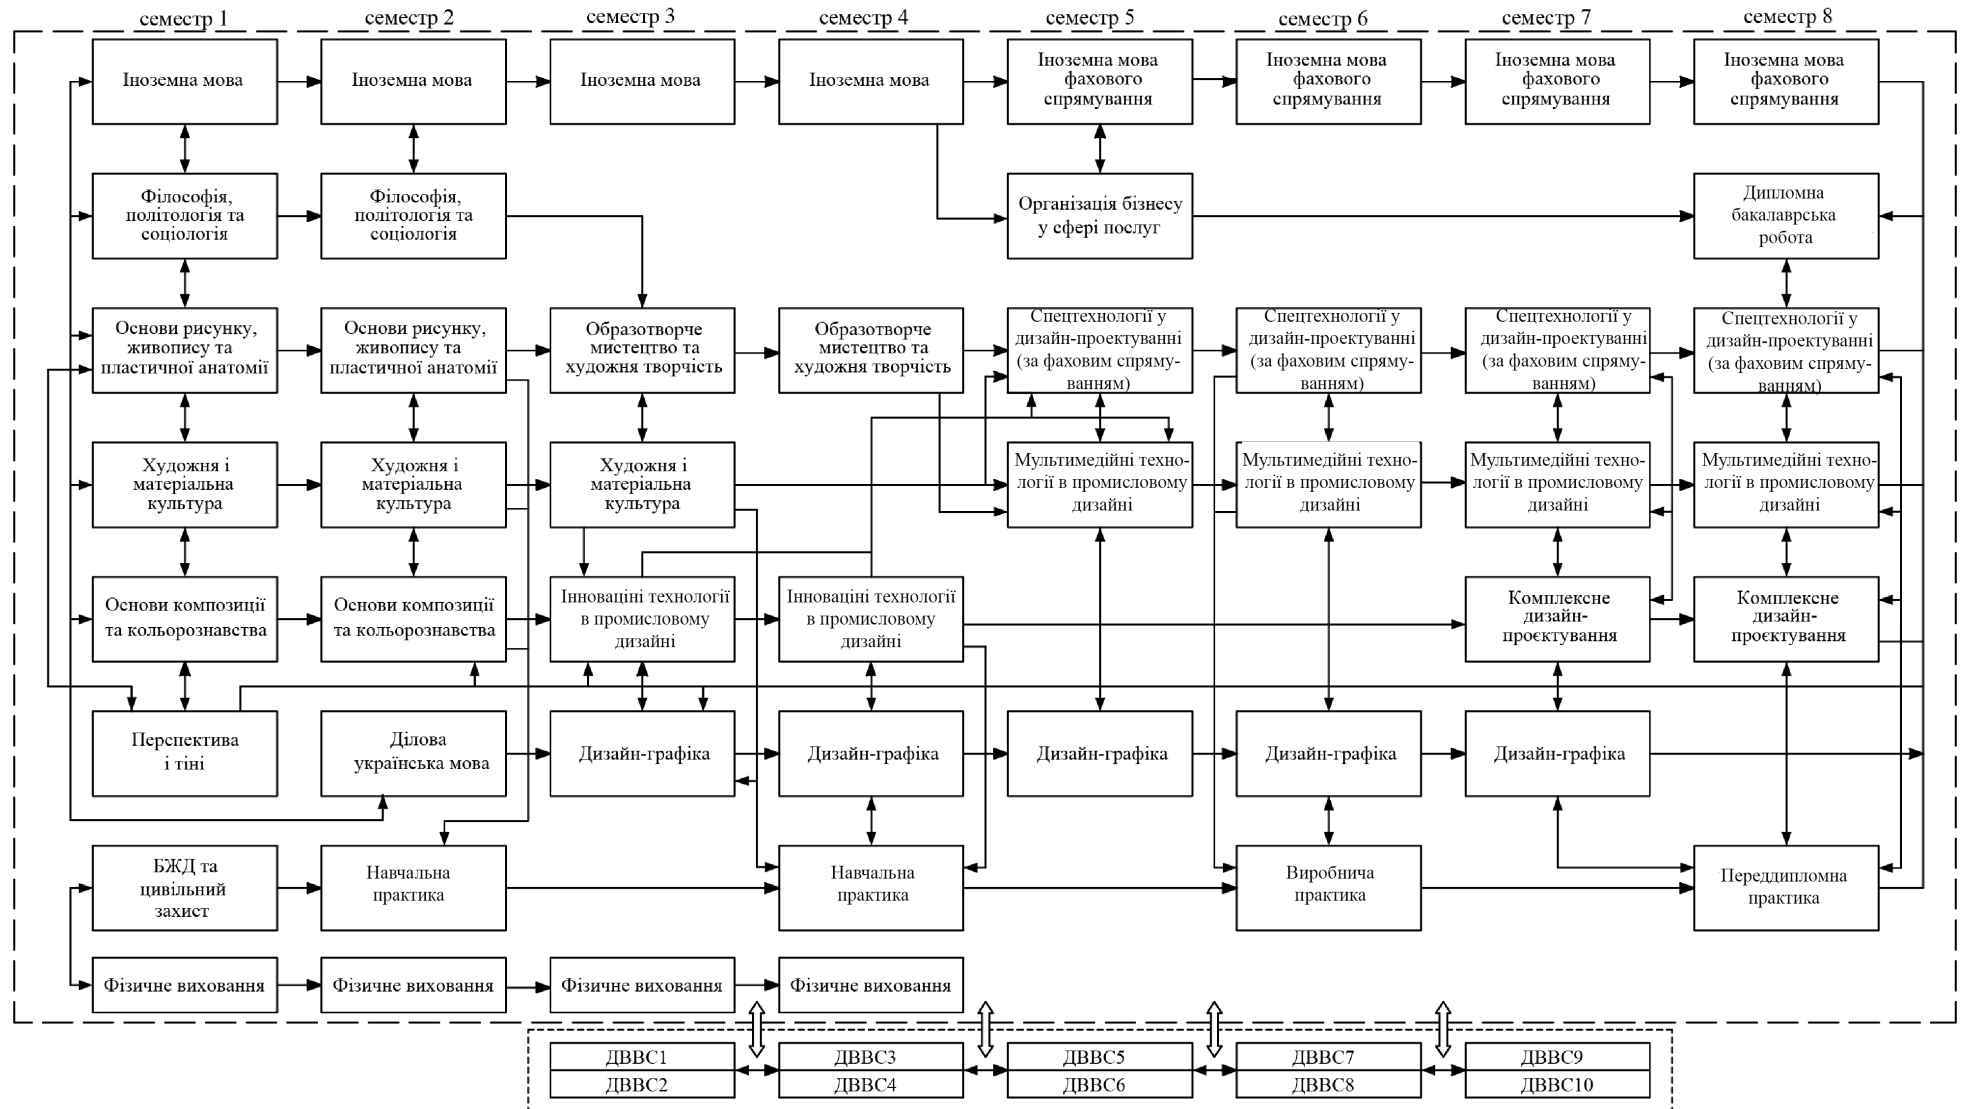 семестр 1
семестр 2
семестр 3
семестр 4
семестр 5
семестр 6
семестр 7
семестр 8
Іноземна мова
Іноземна мова
Іноземна мова
Іноземна мова
Іноземна мова
фахового
спрямування
Іноземна мова
фахового
спрямування
Іноземна мова
фахового
спрямування
Іноземна мова
фахового
спрямування
Філософія,
політологія та
соціологія
Філософія,
політологія та
соціологія
Організація бізнесу
у сфері послуг
Дипломна
бакалаврська
робота
Основи рисунку,
живопису та
пластичної анатомії
Основи рисунку,
живопису та
пластичної анатомії
Образотворче
мистецтво та
художня творчість
Образотворче
мистецтво та
художня творчість
Спецтехнології у
дизайн-проектуванні
(за фаховим спряму-
ванням)
Спецтехнології у
дизайн-проектуванні
(за фаховим спряму-
ванням)
Спецтехнології у
дизайн-проектуванні
(за фаховим спряму-
ванням)
Спецтехнології у
дизайн-проектуванні
(за фаховим спряму-
ванням)
Художня і
матеріальна
культура
Художня і
матеріальна
культура
Художня і
матеріальна
культура
Мультимедійні техно-
логії в промисловому
дизайні
Мультимедійні техно-
логії в промисловому
дизайні
Мультимедійні техно-
логії в промисловому
дизайні
Мультимедійні техно-
логії в промисловому
дизайні
Основи композиції
та кольорознавства
Основи композиції
та кольорознавства
Інноваціні технології
в промисловому
дизайні
Інноваціні технології
в промисловому
дизайні
Комплексне
дизайн-
проєктування
Комплексне
дизайн-
проєктування
Перспектива
і тіні
Ділова
українська мова
Дизайн-графіка
Дизайн-графіка
Дизайн-графіка
Дизайн-графіка
Дизайн-графіка
БЖД та
цивільний
захист
Навчальна
практика
Навчальна
практика
Виробнича
практика
Переддипломна
практика
Фізичне виховання
Фізичне виховання
Фізичне виховання
Фізичне виховання
ДВВС1
ДВВС3
ДВВС5
ДВВС7
ДВВС9
ДВВС2
ДВВС4
ДВВС6
ДВВС8
ДВВС10